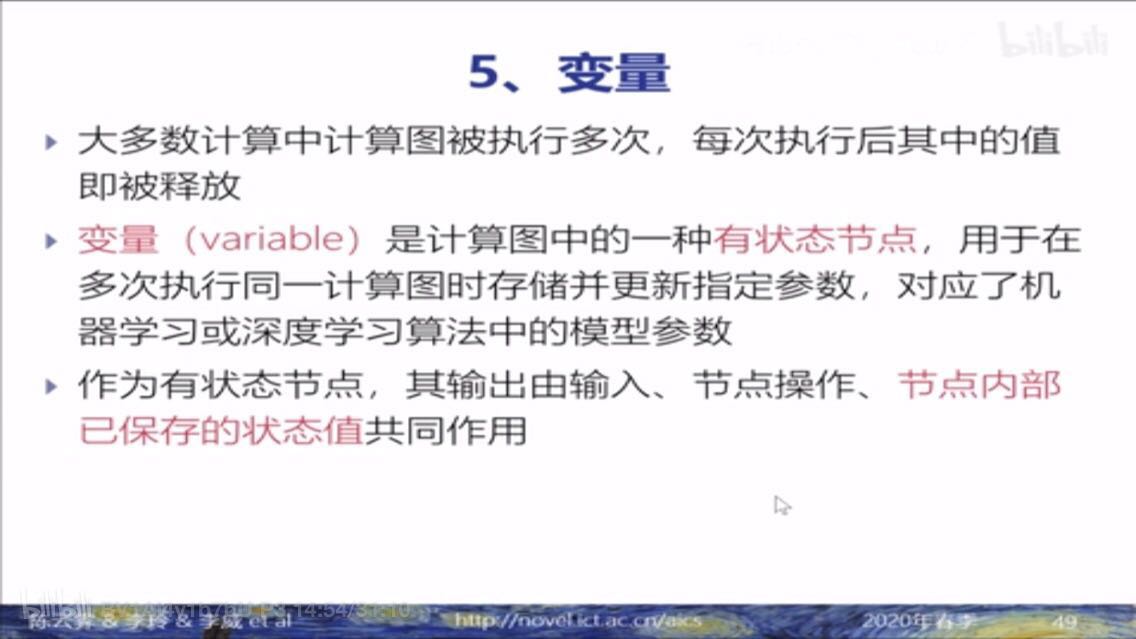 bilibili
5、变量
大多数计算中计算图被执行多次，每次执行后其中的值
即被释放
变量（variable）是计算图中的一种有状态节点，用于在
多次执行同一计算图时存储并更新指定参数，对应了机
器学习或深度学习算法中的模型参数
作为有状态节点，其输出由输入、节点操作、节点内部
已保存的状态值共同作用
bilibili P8 14:54/31:10
陈云霁 & 李玲 & 李威 et al http://novel.ict.ac.cn/aics 2020年春季 49